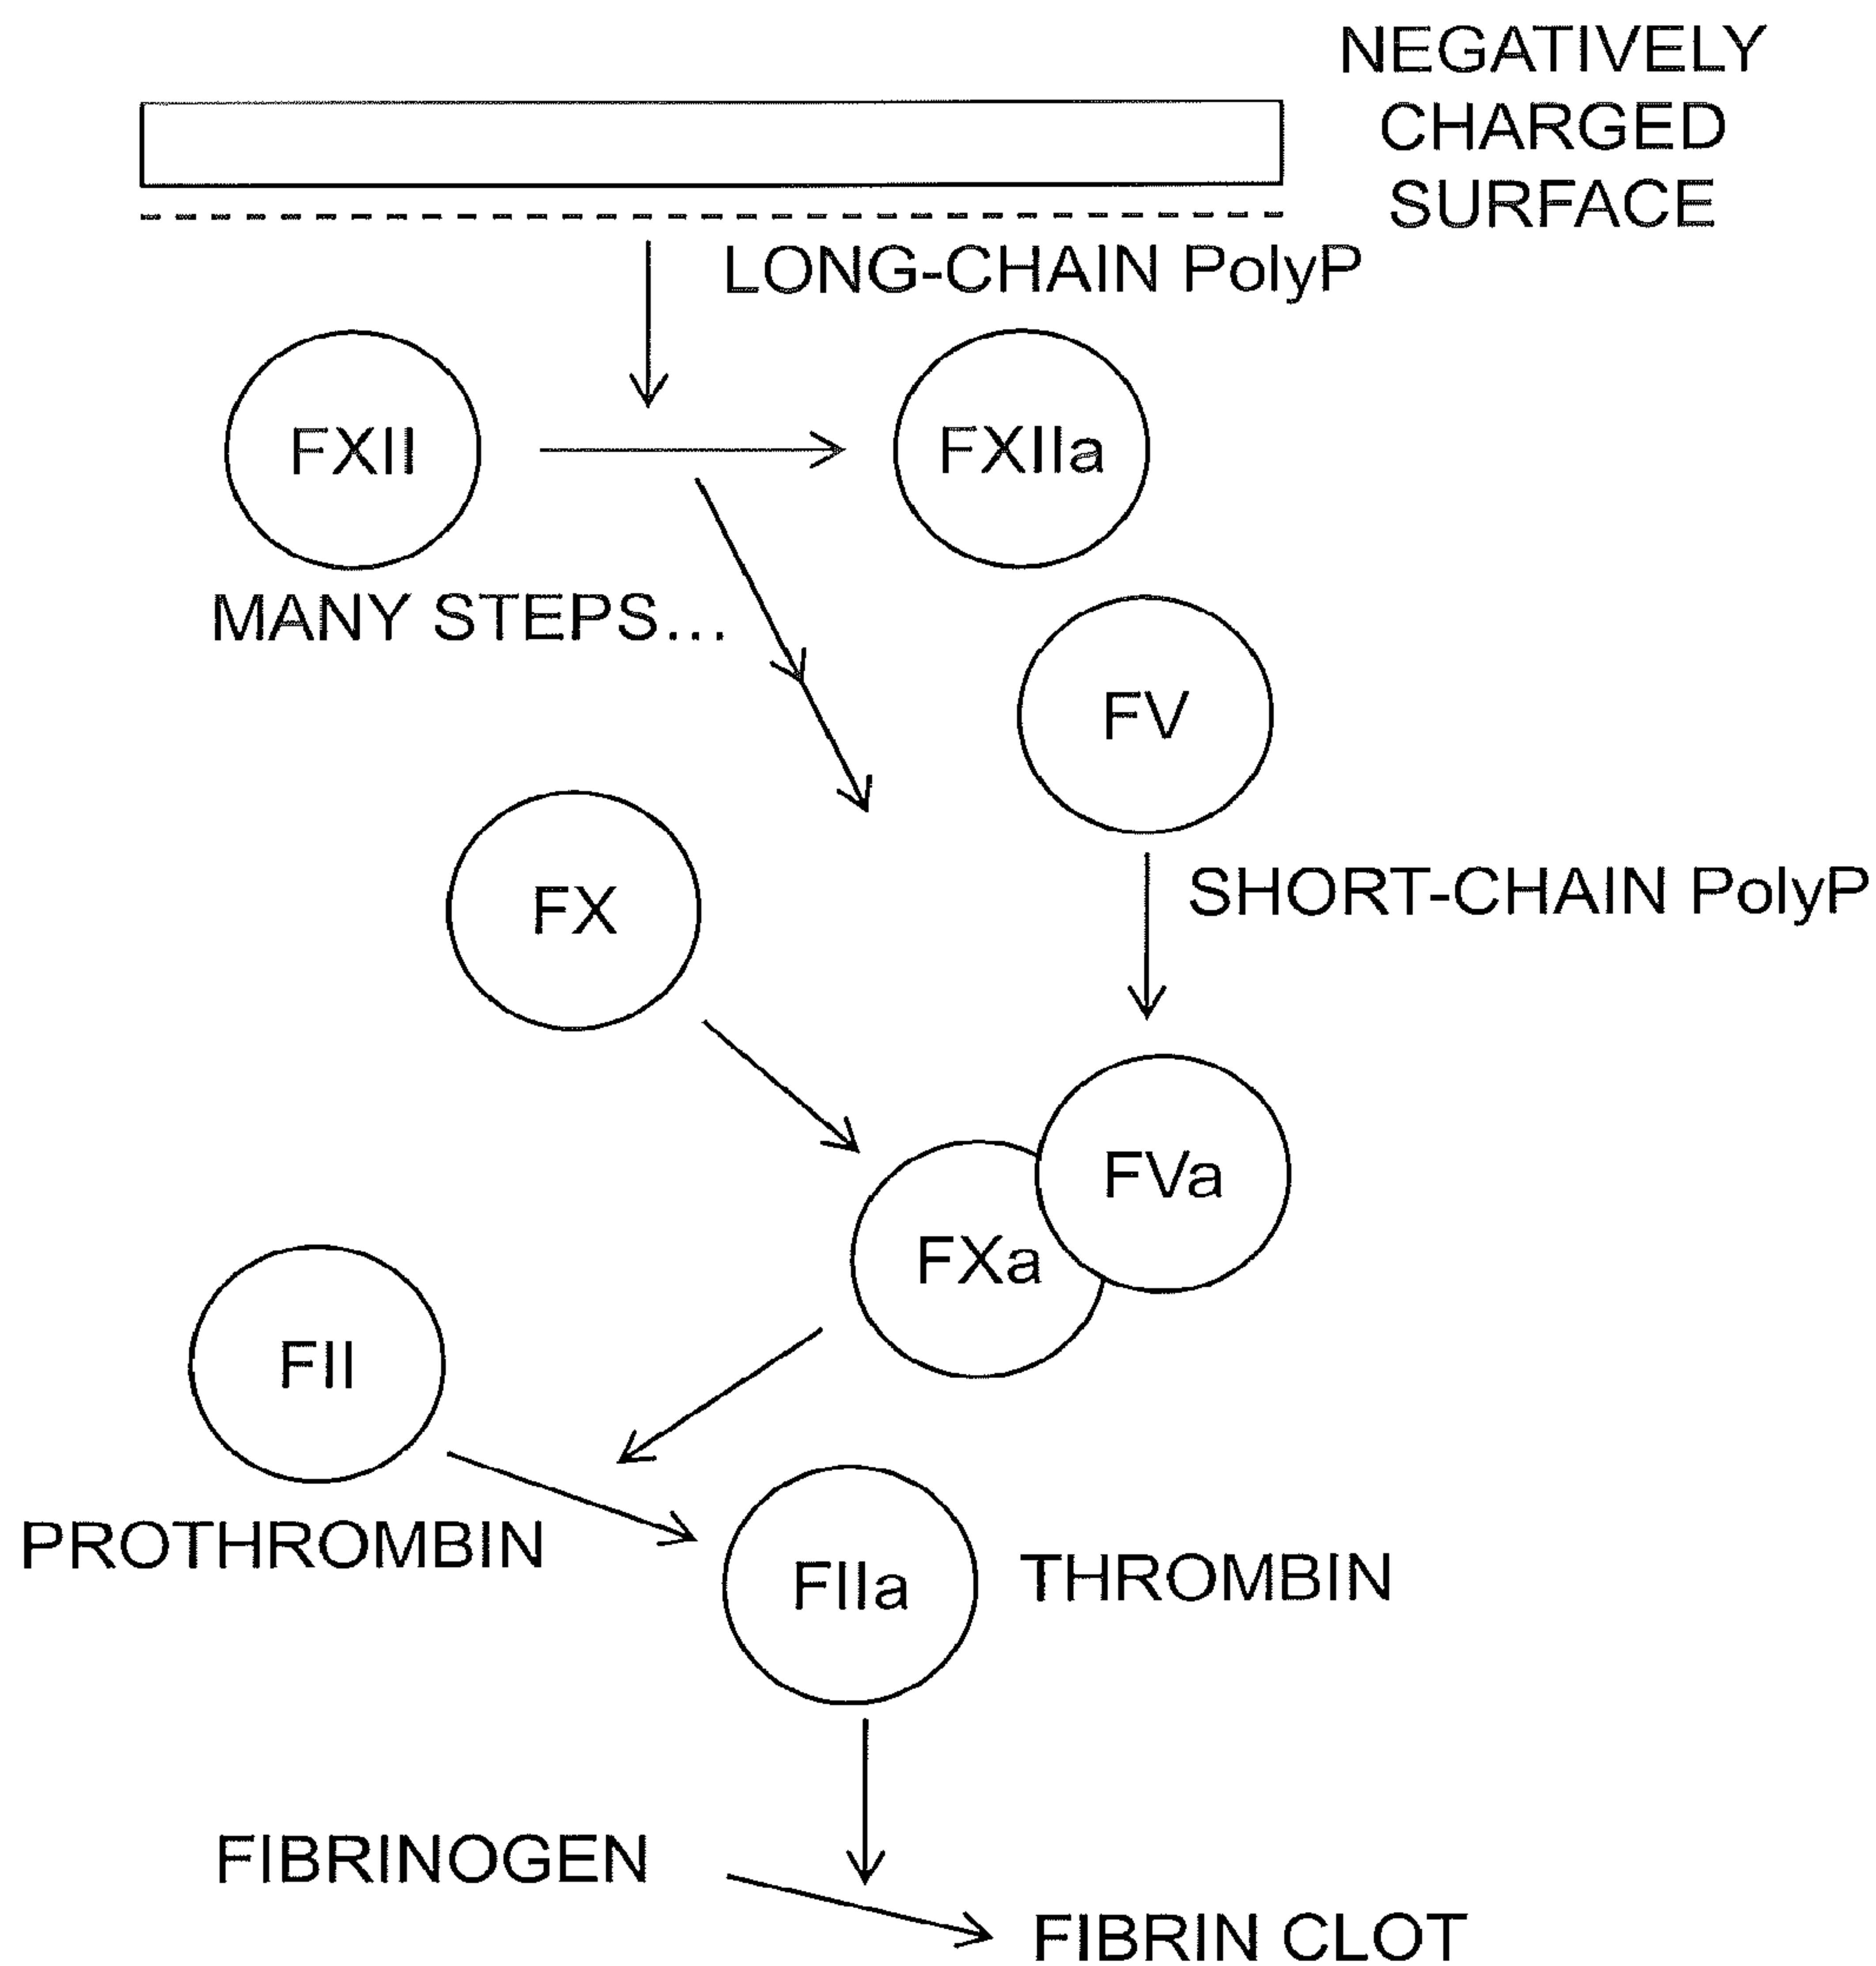 NEGATIVELY
CHARGED
SURFACE
LONG-CHAIN PolyP
FXII
FXIIa
MANY STEPS...
FV
FX
SHORT-CHAIN PolyP
FVa
FXa
FII
PROTHROMBIN
FIIa
THROMBIN
FIBRINOGEN
FIBRIN CLOT